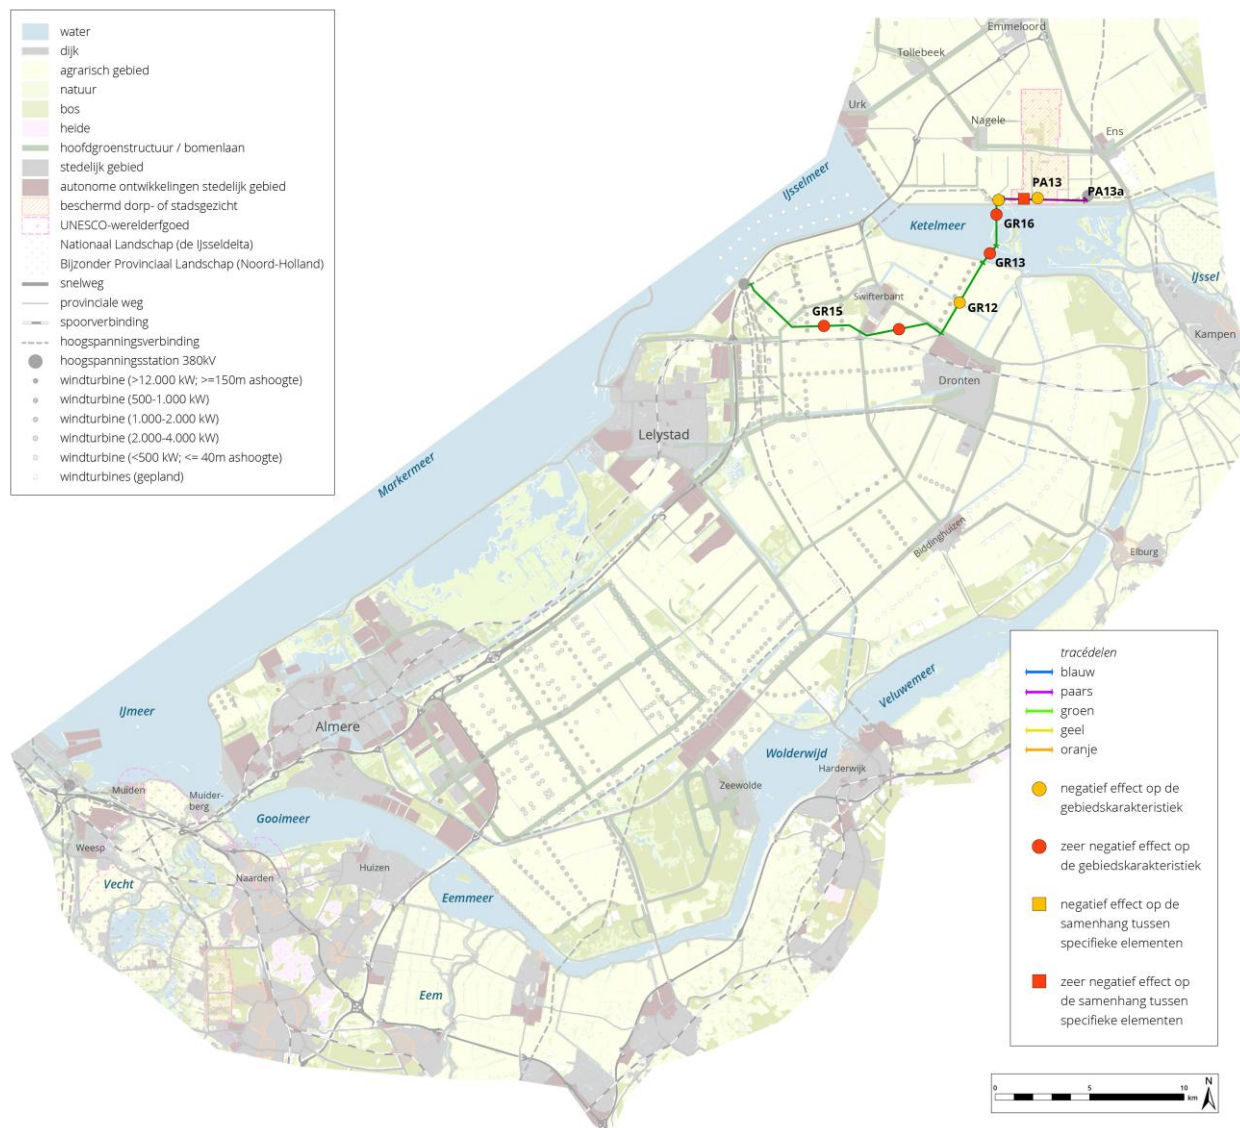 water
dijk
agrarisch gebied
natuur
bos
heide
hoofdgroenstructuur / bomenlaan
stedelijk gebied
autonome ontwikkelingen stedelijk gebied
beschermd dorp- of stadsgezicht
UNESCO-werelderfgoed
Nationaal Landschap (de IJsseldelta)
Bijzonder Provinciaal Landschap (Noord-Holland)
snelweg
provinciale weg
spoorverbinding
hoogspanningsverbinding
hoogspanningsstation 380kV
windturbine (>12.000 kW; >=150m ashoogte)
windturbine (500-1.000 kW)
windturbine (1.000-2.000 kW)
windturbine (2.000-4.000 kW)
windturbine (<500 kW; <= 40m ashoogte)
windturbines (gepland)
Emmeloord
Tollebeek
Urk
Nagele
Ens
PA13
PA13a
IJsselmeer
Ketelmeer
GR16
GR13
IJssel
Swifterbant
GR12
GR15
Kampen
Dronten
Lelystad
Markermeer
Biddinghuizen
Elburg
IJmeer
Almere
Veluwemeer
Wolderwijd
Harderwijk
Zeewolde
Muiden
Muider-
berg
Gooimeer
Weesp
Huizen
Naarden
Vecht
Eemmeer
Eem
tracédelen
blauw
paars
groen
geel
oranje
negatief effect op de
gebiedskarakteristiek
zeer negatief effect op
de gebiedskarakteristiek
negatief effect op de
samenhang tussen
specifieke elementen
zeer negatief effect op
de samenhang tussen
specifieke elementen
0 5 10
km
N